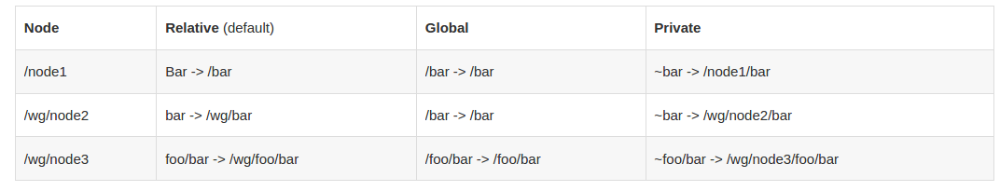 Node Relative (default) Global Private
/node1 Bar -> /bar /bar -> /bar ~bar -> /node1/bar
/wg/node2 bar -> /wg/bar /bar -> /bar ~bar -> /wg/node2/bar
/wg/node3 foo/bar -> /wg/foo/bar /foo/bar -> /foo/bar ~foo/bar -> /wg/node3/foo/bar